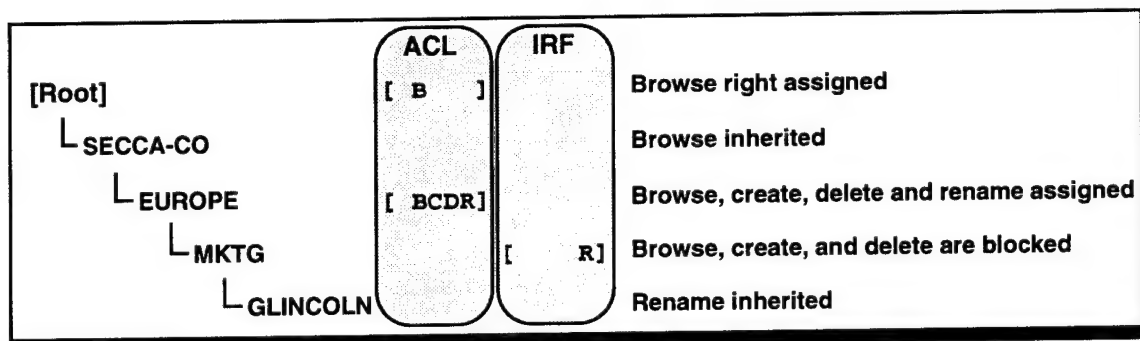 ACL IRF
[Root] [ B ] Browse right assigned
SECCA-CO Browse inherited
EUROPE [ BCDR] Browse, create, delete and rename assigned
MKTG [ R] Browse, create, and delete are blocked
GLINCOLN Rename inherited